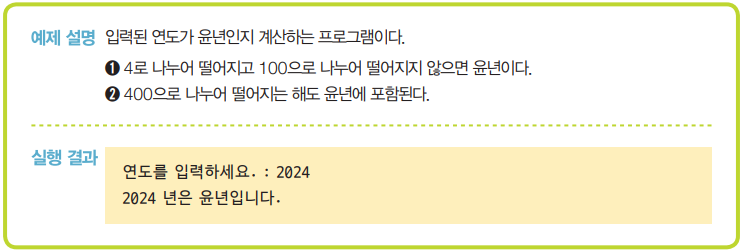 예제 설명 입력된 연도가 윤년인지 계산하는 프로그램이다.
❶ 4로 나누어 떨어지고 100으로 나누어 떨어지지 않으면 윤년이다.
❷ 400으로 나누어 떨어지는 해도 윤년에 포함된다.
실행 결과 연도를 입력하세요. : 2024
2024 년은 윤년입니다.